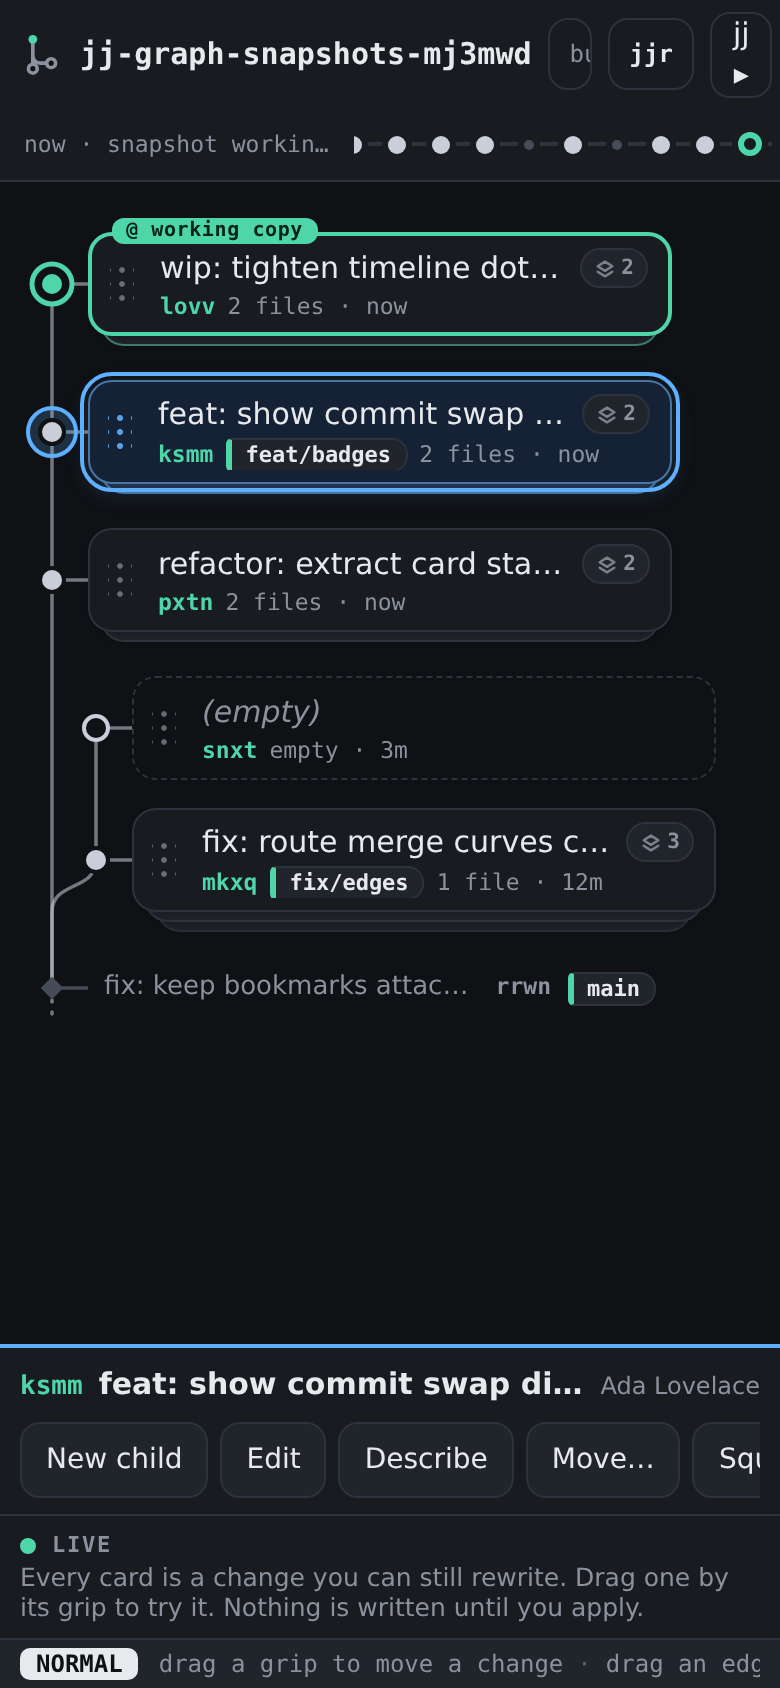 jj-graph-snapshots-mj3mwd jjr jj ▶
now · snapshot workin…
@ working copy
wip: tighten timeline dot… 2
lovv 2 files · now
feat: show commit swap … 2
ksmm feat/badges 2 files · now
refactor: extract card sta… 2
pxtn 2 files · now
(empty)
snxt empty · 3m
fix: route merge curves c… 3
mkxq fix/edges 1 file · 12m
fix: keep bookmarks attac… rrwn main
ksmm feat: show commit swap di… Ada Lovelace
New child Edit Describe Move…
LIVE
Every card is a change you can still rewrite. Drag one by
its grip to try it. Nothing is written until you apply.
NORMAL drag a grip to move a change · drag an